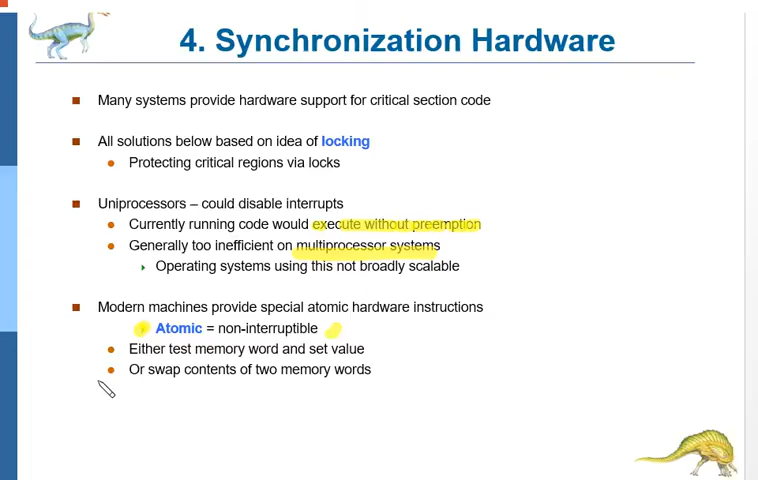 4. Synchronization Hardware
Many systems provide hardware support for critical section code
All solutions below based on idea of locking
Protecting critical regions via locks
Uniprocessors – could disable interrupts
Currently running code would execute without preemption
Generally too inefficient on multiprocessor systems
Operating systems using this not broadly scalable
Modern machines provide special atomic hardware instructions
Atomic = non-interruptible
Either test memory word and set value
Or swap contents of two memory words